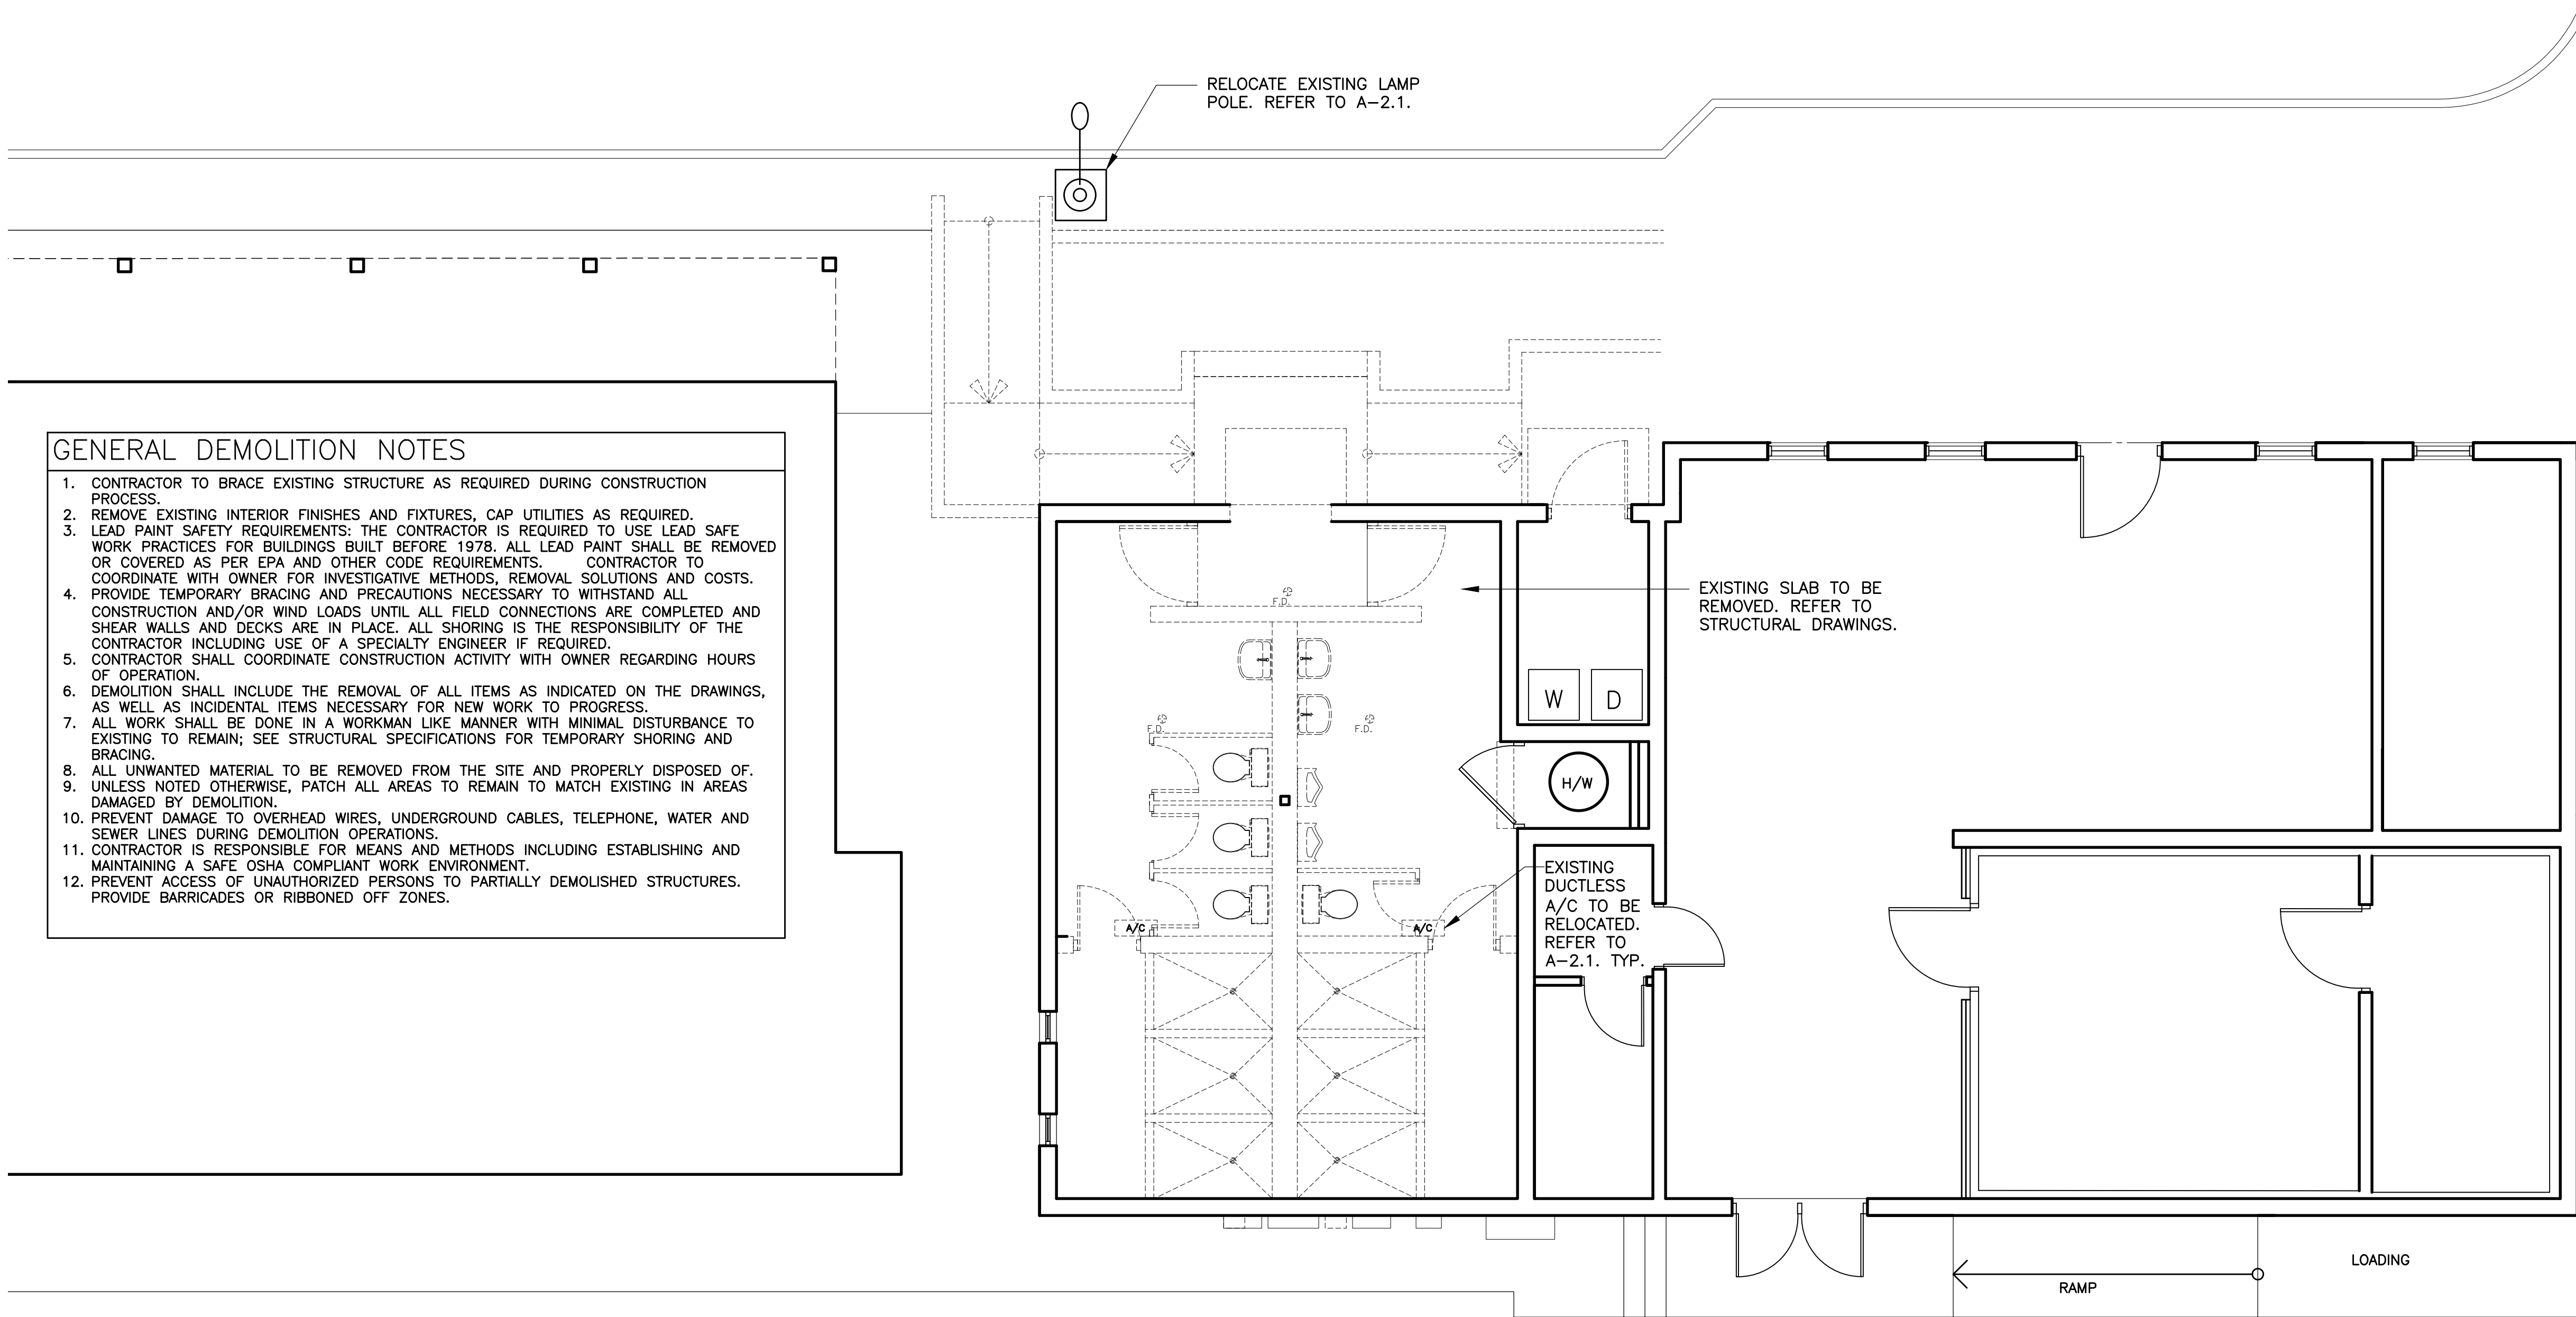 RELOCATE EXISTING LAMP
POLE. REFER TO A-2.1.
GENERAL DEMOLITION NOTES
1. CONTRACTOR TO BRACE EXISTING STRUCTURE AS REQUIRED DURING CONSTRUCTION
PROCESS.
2. REMOVE EXISTING INTERIOR FINISHES AND FIXTURES, CAP UTILITIES AS REQUIRED.
3. LEAD PAINT SAFETY REQUIREMENTS: THE CONTRACTOR IS REQUIRED TO USE LEAD SAFE
WORK PRACTICES FOR BUILDINGS BUILT BEFORE 1978. ALL LEAD PAINT SHALL BE REMOVED
OR COVERED AS PER EPA AND OTHER CODE REQUIREMENTS. CONTRACTOR TO
COORDINATE WITH OWNER FOR INVESTIGATIVE METHODS, REMOVAL SOLUTIONS AND COSTS.
4. PROVIDE TEMPORARY BRACING AND PRECAUTIONS NECESSARY TO WITHSTAND ALL
CONSTRUCTION AND/OR WIND LOADS UNTIL ALL FIELD CONNECTIONS ARE COMPLETED AND
SHEAR WALLS AND DECKS ARE IN PLACE. ALL SHORING IS THE RESPONSIBILITY OF THE
CONTRACTOR INCLUDING USE OF A SPECIALTY ENGINEER IF REQUIRED.
5. CONTRACTOR SHALL COORDINATE CONSTRUCTION ACTIVITY WITH OWNER REGARDING HOURS
OF OPERATION.
6. DEMOLITION SHALL INCLUDE THE REMOVAL OF ALL ITEMS AS INDICATED ON THE DRAWINGS,
AS WELL AS INCIDENTAL ITEMS NECESSARY FOR NEW WORK TO PROGRESS.
7. ALL WORK SHALL BE DONE IN A WORKMAN LIKE MANNER WITH MINIMAL DISTURBANCE TO
EXISTING TO REMAIN; SEE STRUCTURAL SPECIFICATIONS FOR TEMPORARY SHORING AND
BRACING.
8. ALL UNWANTED MATERIAL TO BE REMOVED FROM THE SITE AND PROPERLY DISPOSED OF.
9. UNLESS NOTED OTHERWISE, PATCH ALL AREAS TO REMAIN TO MATCH EXISTING IN AREAS
DAMAGED BY DEMOLITION.
10. PREVENT DAMAGE TO OVERHEAD WIRES, UNDERGROUND CABLES, TELEPHONE, WATER AND
SEWER LINES DURING DEMOLITION OPERATIONS.
11. CONTRACTOR IS RESPONSIBLE FOR MEANS AND METHODS INCLUDING ESTABLISHING AND
MAINTAINING A SAFE OSHA COMPLIANT WORK ENVIRONMENT.
12. PREVENT ACCESS OF UNAUTHORIZED PERSONS TO PARTIALLY DEMOLISHED STRUCTURES.
PROVIDE BARRICADES OR RIBBONED OFF ZONES.
EXISTING SLAB TO BE
REMOVED. REFER TO
STRUCTURAL DRAWINGS.
F.D.
W
D
F.D.
F.D.
H/W
EXISTING
DUCTLESS
A/C TO BE
RELOCATED.
REFER TO
A-2.1. TYP.
A/C
A/C
LOADING
RAMP